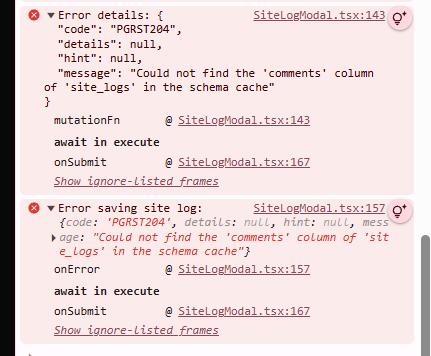 Error details: { SiteLogModal.tsx:143
"code": "PGRST204",
"details": null,
"hint": null,
"message": "Could not find the 'comments' column
of 'site_logs' in the schema cache"
}
mutationFn @ SiteLogModal.tsx:143
await in execute
onSubmit @ SiteLogModal.tsx:167
Show ignore-listed frames
Error saving site log: SiteLogModal.tsx:157
{code: 'PGRST204', details: null, hint: null, mess
age: "Could not find the 'comments' column of 'sit
e_logs' in the schema cache"}
onError @ SiteLogModal.tsx:157
await in execute
onSubmit @ SiteLogModal.tsx:167
Show ignore-listed frames